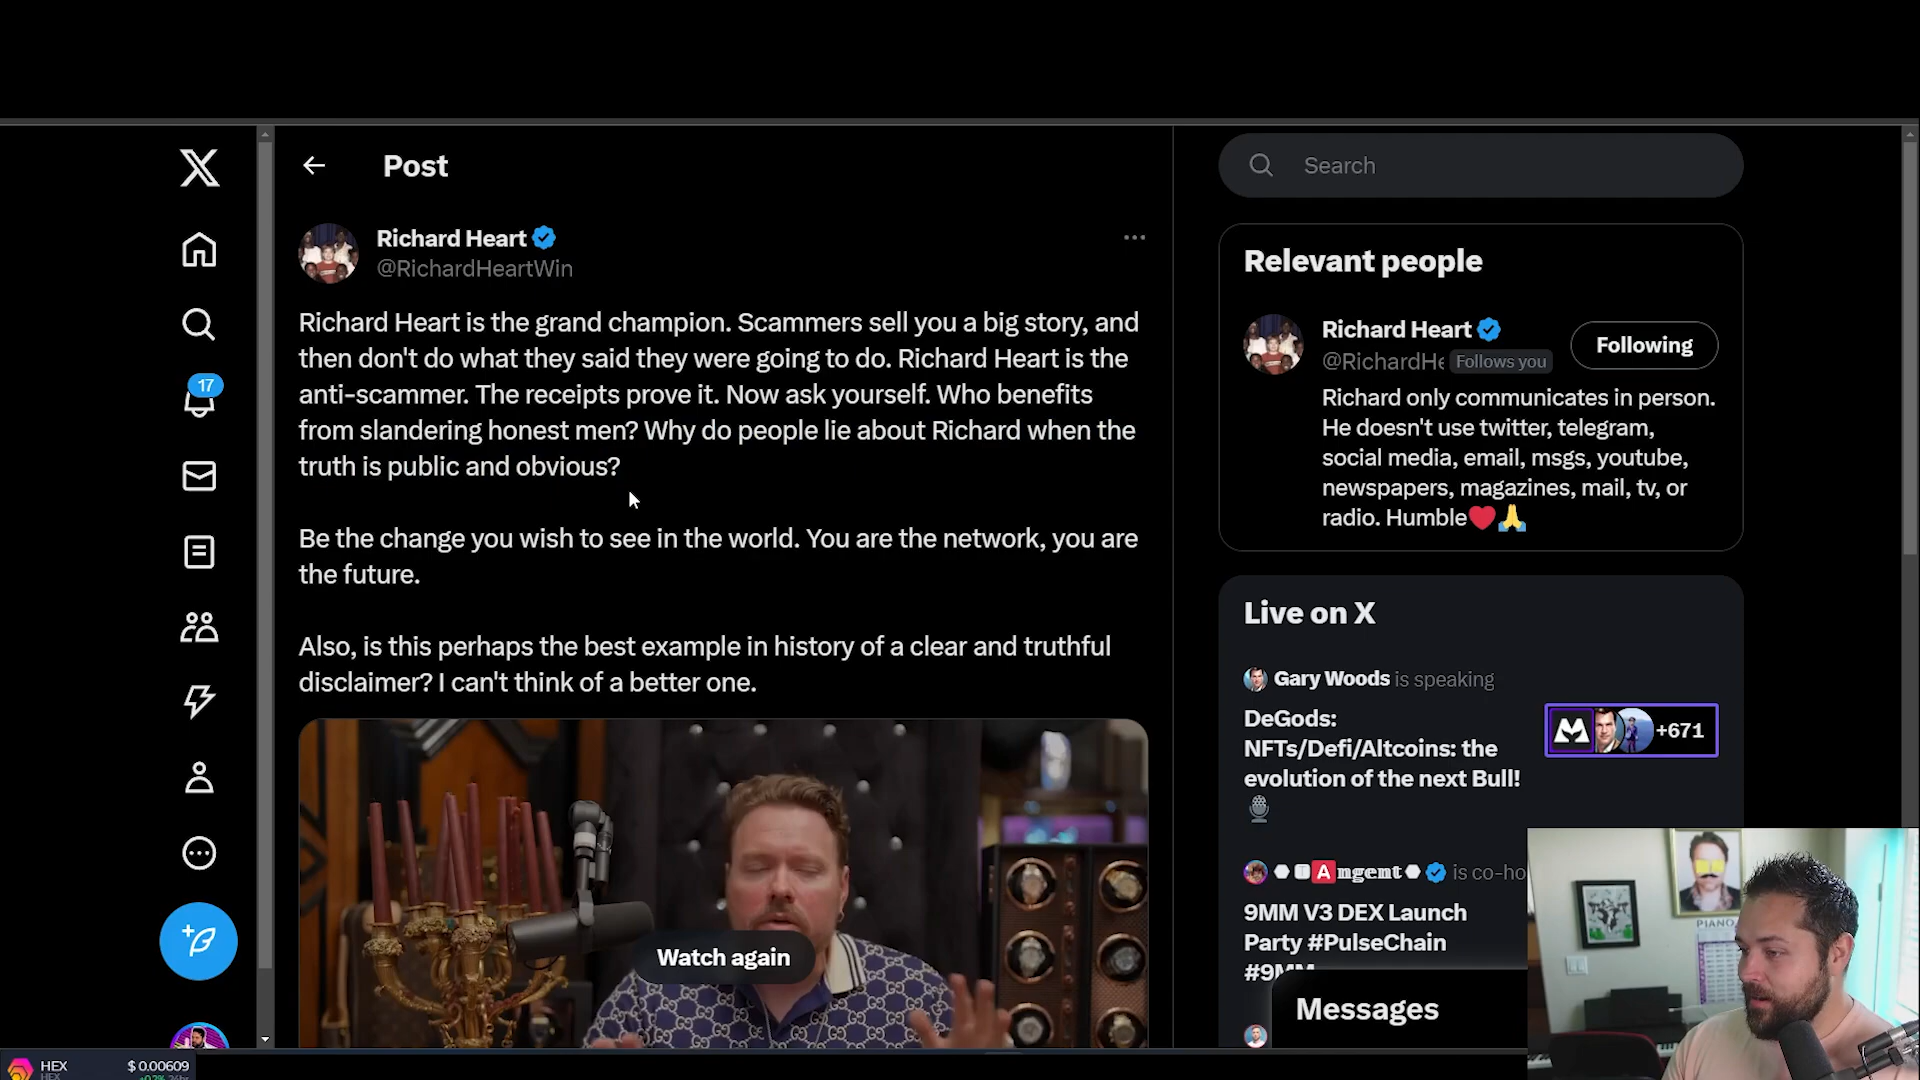 Post
Search
Richard Heart
@RichardHeartWin
Richard Heart is the grand champion. Scammers sell you a big story, and
then don't do what they said they were going to do. Richard Heart is the
anti-scammer. The receipts prove it. Now ask yourself. Who benefits
from slandering honest men? Why do people lie about Richard when the
truth is public and obvious?
Be the change you wish to see in the world. You are the network, you are
the future.
Also, is this perhaps the best example in history of a clear and truthful
disclaimer? I can't think of a better one.
Watch again
17
Relevant people
Richard Heart
Following
@RichardHe
Follows you
Richard only communicates in person.
He doesn't use twitter, telegram,
social media, email, msgs, youtube,
newspapers, magazines, mail, tv, or
radio. Humble❤️🙏
Live on X
Gary Woods is speaking
DeGods:
NFTs/Defi/Altcoins: the
evolution of the next Bull!
🎙️
+671
is co-ho
9MM V3 DEX Launch
Party #PulseChain
#9MM
Messages
PIANO
HEX
$ 0.00609
HEX